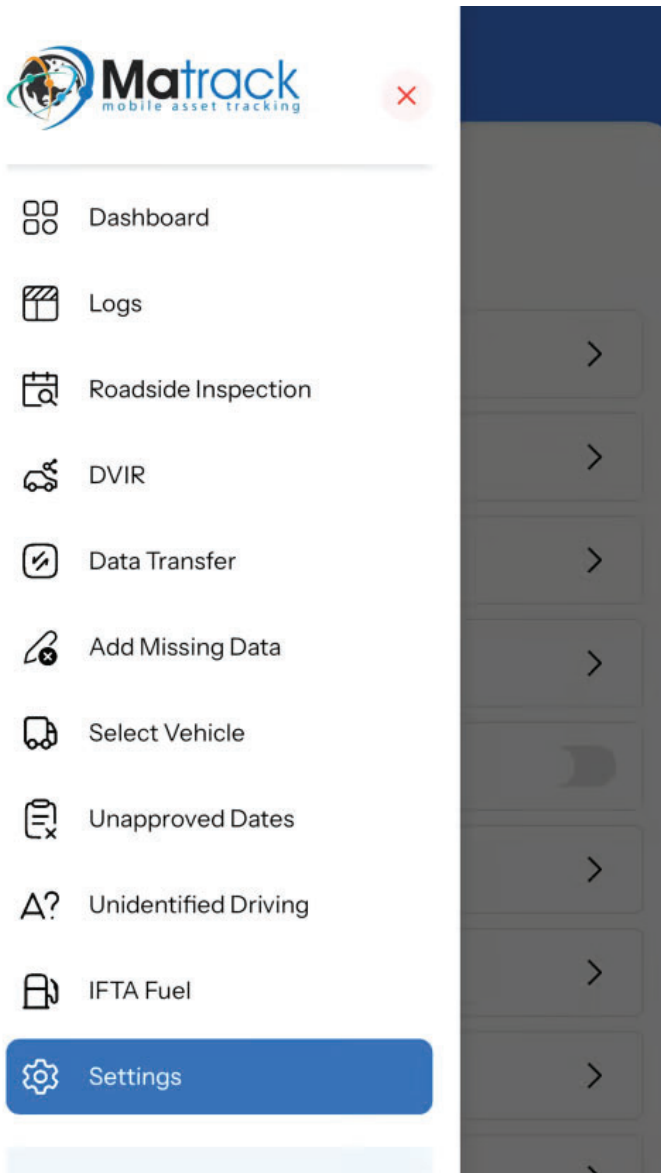 Matrack
mobile asset tracking
Dashboard
Logs
Roadside Inspection
DVIR
Data Transfer
Add Missing Data
Select Vehicle
Unapproved Dates
A? Unidentified Driving
IFTA Fuel
Settings